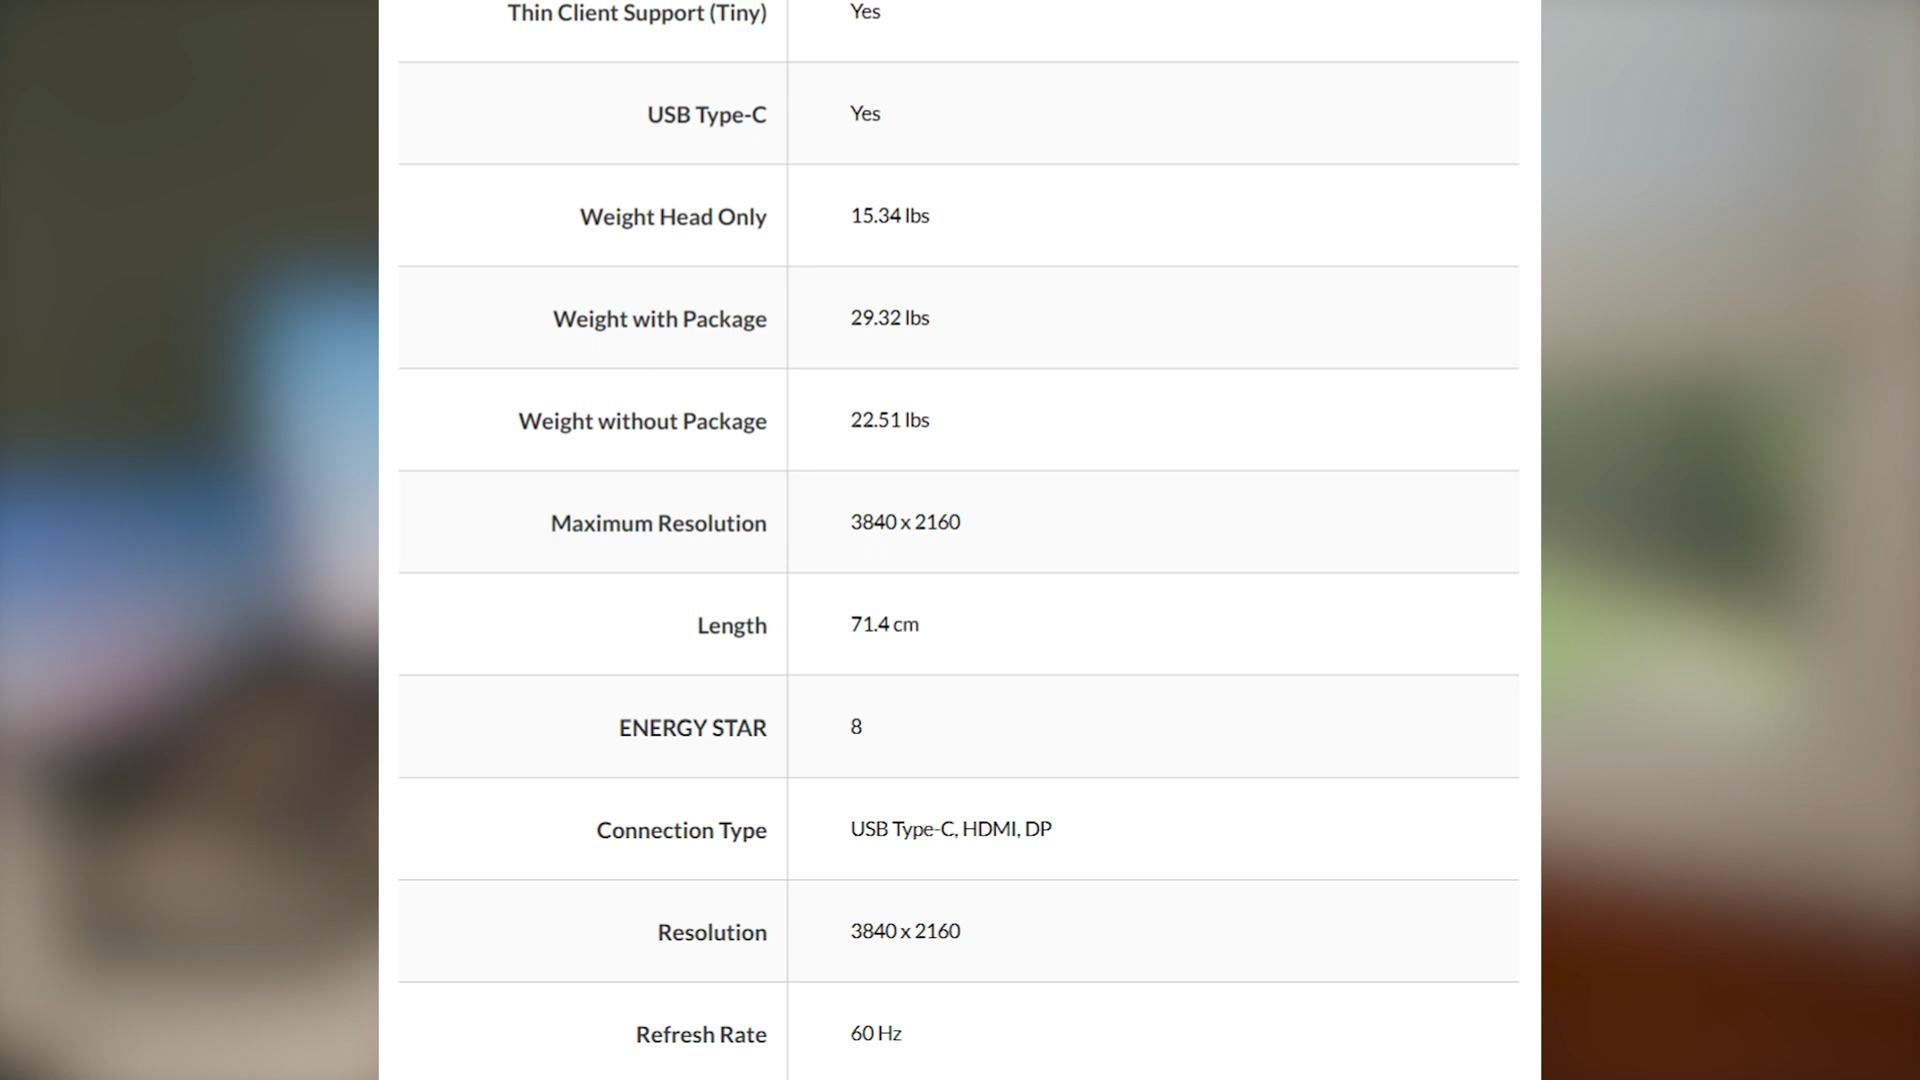 Thin Client Support (Tiny) Yes
USB Type-C Yes
Weight Head Only 15.34 lbs
Weight with Package 29.32 lbs
Weight without Package 22.51 lbs
Maximum Resolution 3840 x 2160
Length 71.4 cm
ENERGY STAR 8
Connection Type USB Type-C, HDMI, DP
Resolution 3840 x 2160
Refresh Rate 60 Hz